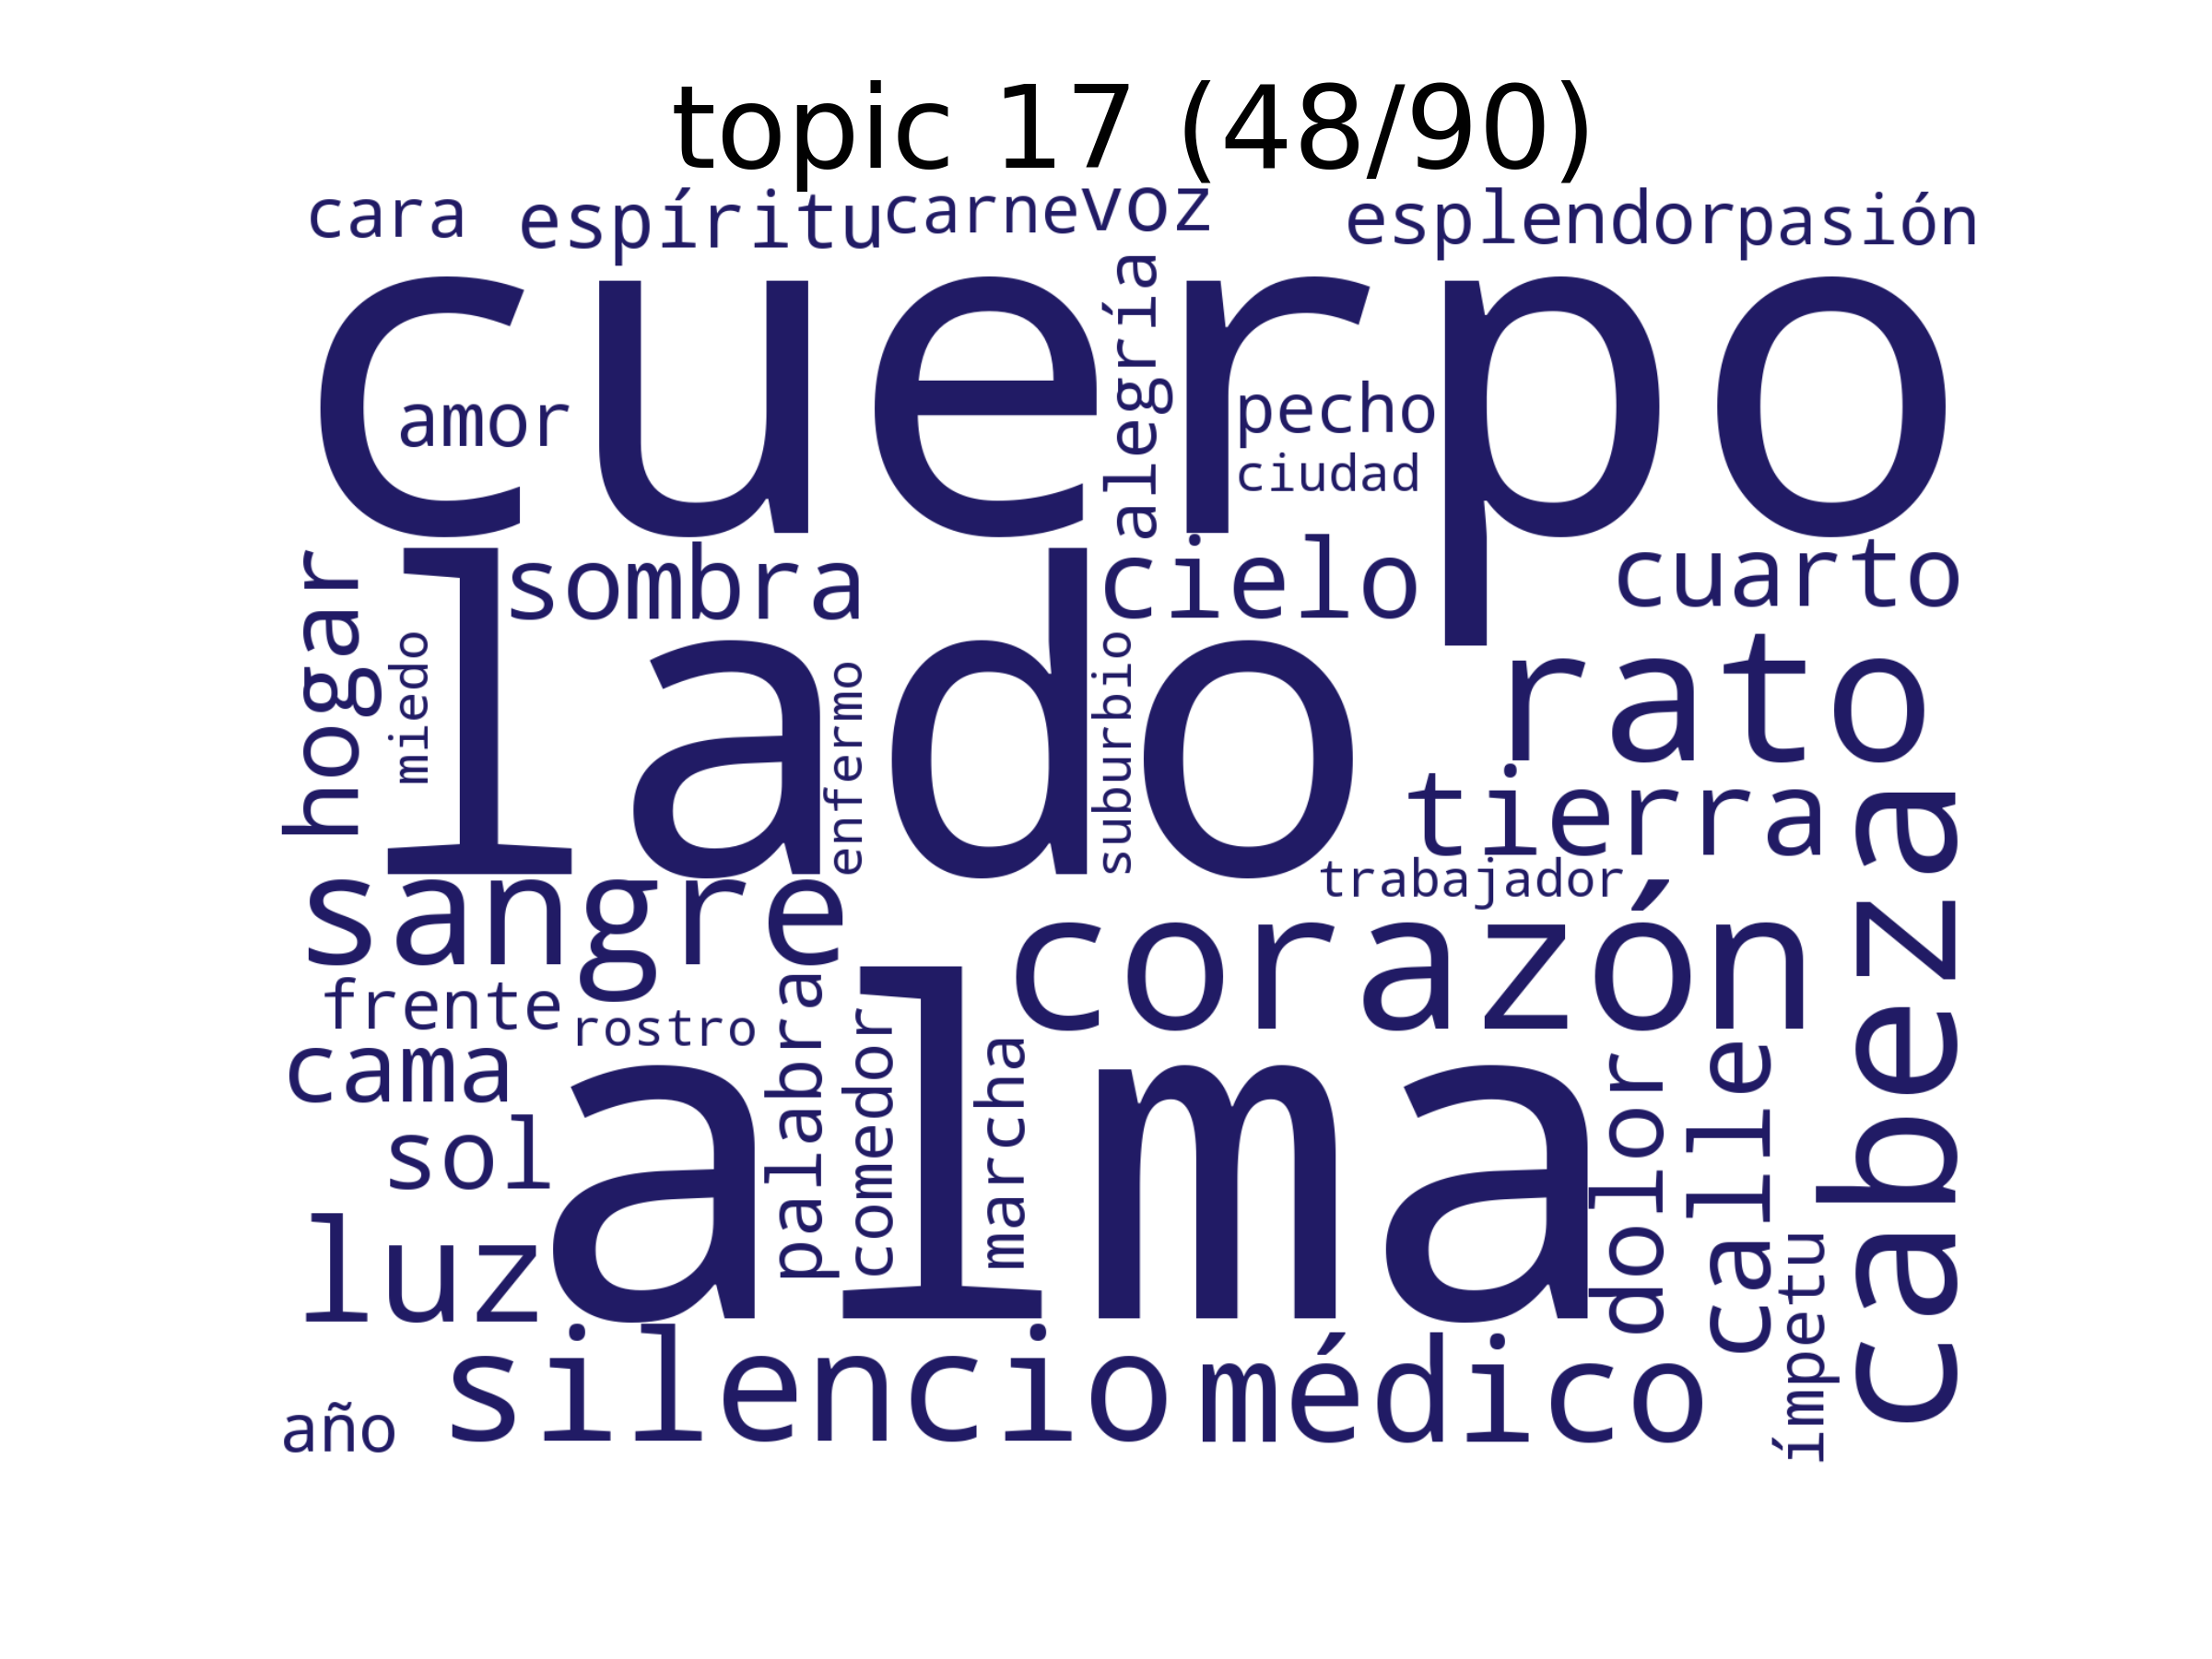 topic 17 (48/90)
cara espíritu carne voz esplendor pasión
cuerpo
alegría
amor
pecho
ciudad
sombra
cielo
cuarto
hogar
miedo
lado
enfermo
suburbio
rato
tierra
trabajador
sangre
corazón
cabeza
frente
rostro
cama
palabra
comedor
marcha
alma
sol
dolor
calle
luz
ímpetu
silencio
médico
año